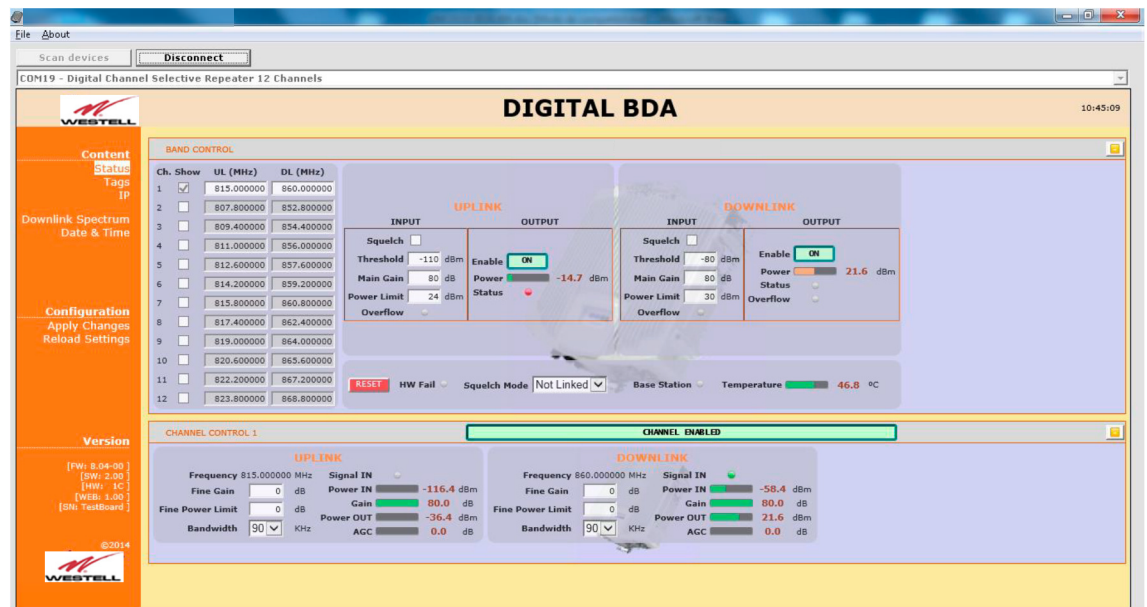 File About
Scan devices Disconnect
COM19 - Digital Channel Selective Repeater 12 Channels
WESTELL
DIGITAL BDA
10:45:09
Content
Status
Tags
IP
Downlink Spectrum
Date & Time
Configuration
Apply Changes
Reload Settings
Version
[FW: 8.04-00 ]
[SW: 2.00 ]
[HW: 1C ]
[WEB: 1.00 ]
[SN: TestBoard ]
©2014
WESTELL
BAND CONTROL
Ch. Show UL (MHz) DL (MHz)
1 815.000000 860.000000
2 807.800000 852.800000
3 809.400000 854.400000
4 811.000000 856.000000
5 812.600000 857.600000
6 814.200000 859.200000
7 815.800000 860.800000
8 817.400000 862.400000
9 819.000000 864.000000
10 820.600000 865.600000
11 822.200000 867.200000
12 823.800000 868.800000
UPLINK
INPUT OUTPUT
Squelch
Threshold -110 dBm Enable ON
Main Gain 80 dB Power -14.7 dBm
Power Limit 24 dBm Status
Overflow
DOWNLINK
INPUT OUTPUT
Squelch
Threshold -80 dBm Enable ON
Main Gain 80 dB Power 21.6 dBm
Status
Power Limit 30 dBm Overflow
Overflow
RESET HW Fail Squelch Mode Not Linked Base Station Temperature 46.8 ºC
CHANNEL CONTROL 1 CHANNEL ENABLED
UPLINK
Frequency 815.000000 MHz Signal IN
Fine Gain 0 dB Power IN -116.4 dBm
Gain 80.0 dB
Fine Power Limit 0 dB Power OUT -36.4 dBm
Bandwidth 90 KHz AGC 0.0 dB
DOWNLINK
Frequency 860.000000 MHz Signal IN
Fine Gain 0 dB Power IN -58.4 dBm
Gain 80.0 dB
Fine Power Limit 0 dB Power OUT 21.6 dBm
Bandwidth 90 KHz AGC 0.0 dB